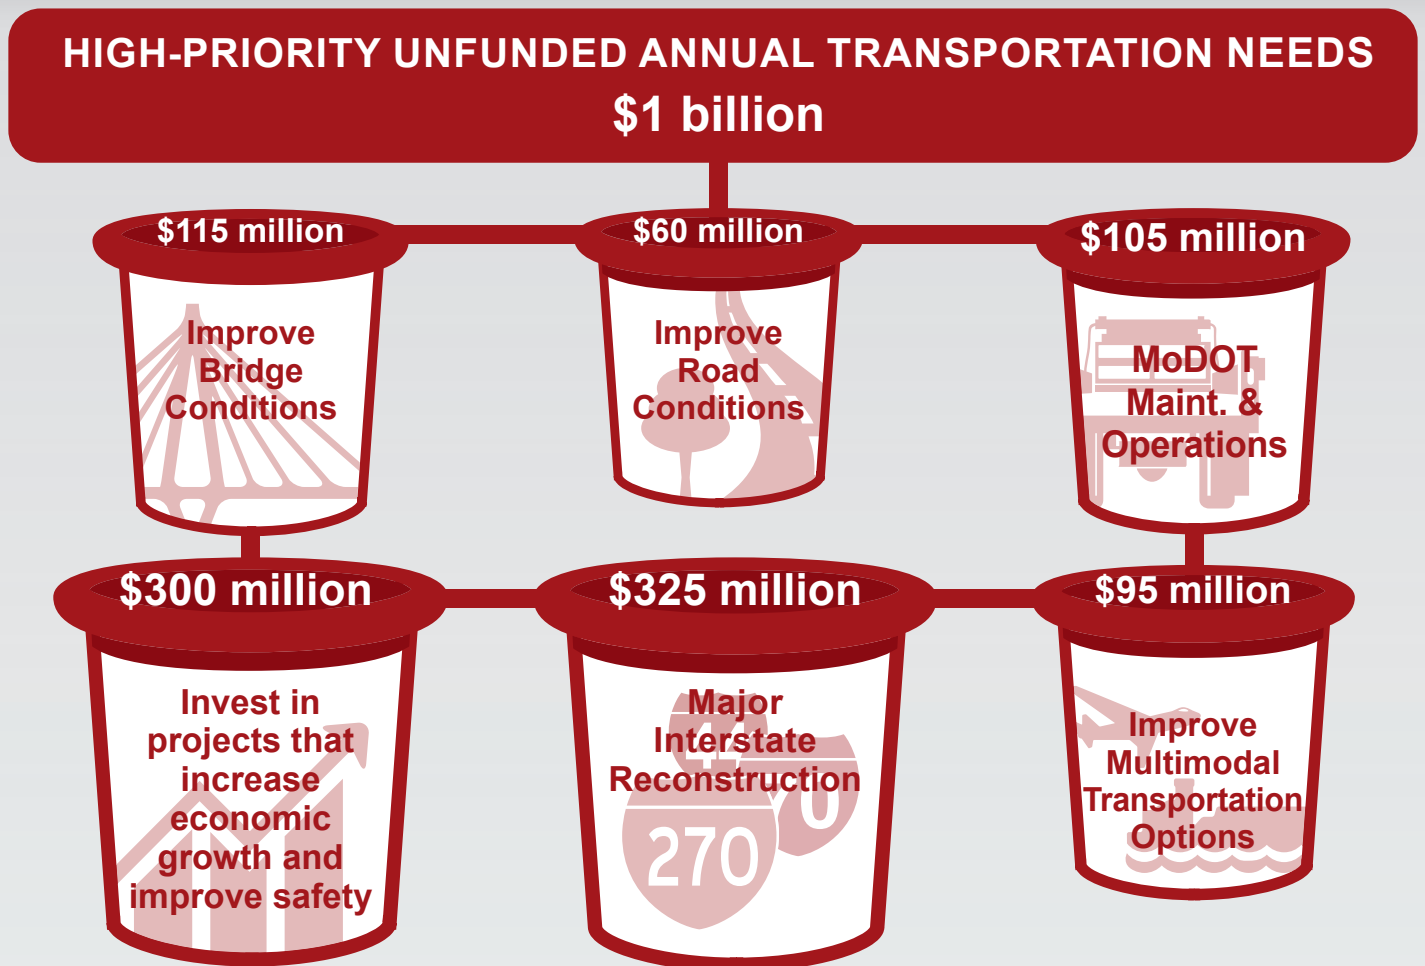 HIGH-PRIORITY UNFUNDED ANNUAL TRANSPORTATION NEEDS
$1 billion
$115 million
Improve
Bridge
Conditions
$60 million
Improve
Road
Conditions
$105 million
MoDOT
Maint. &
Operations
$300 million
Invest in
projects that
increase
economic
growth and
improve safety
$325 million
Major
Interstate
Reconstruction
44
0
270
$95 million
Improve
Multimodal
Transportation
Options